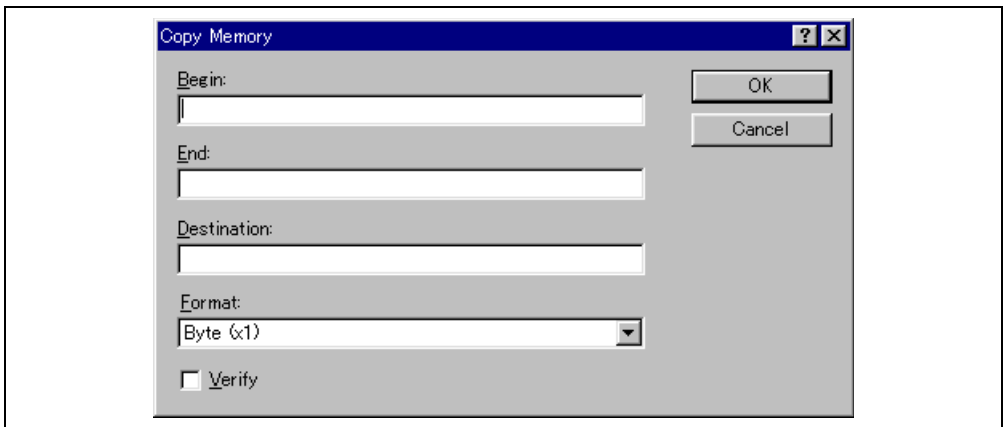 Copy Memory
Begin:
OK
Cancel
End:
Destination:
Format:
Byte (x1)
Verify